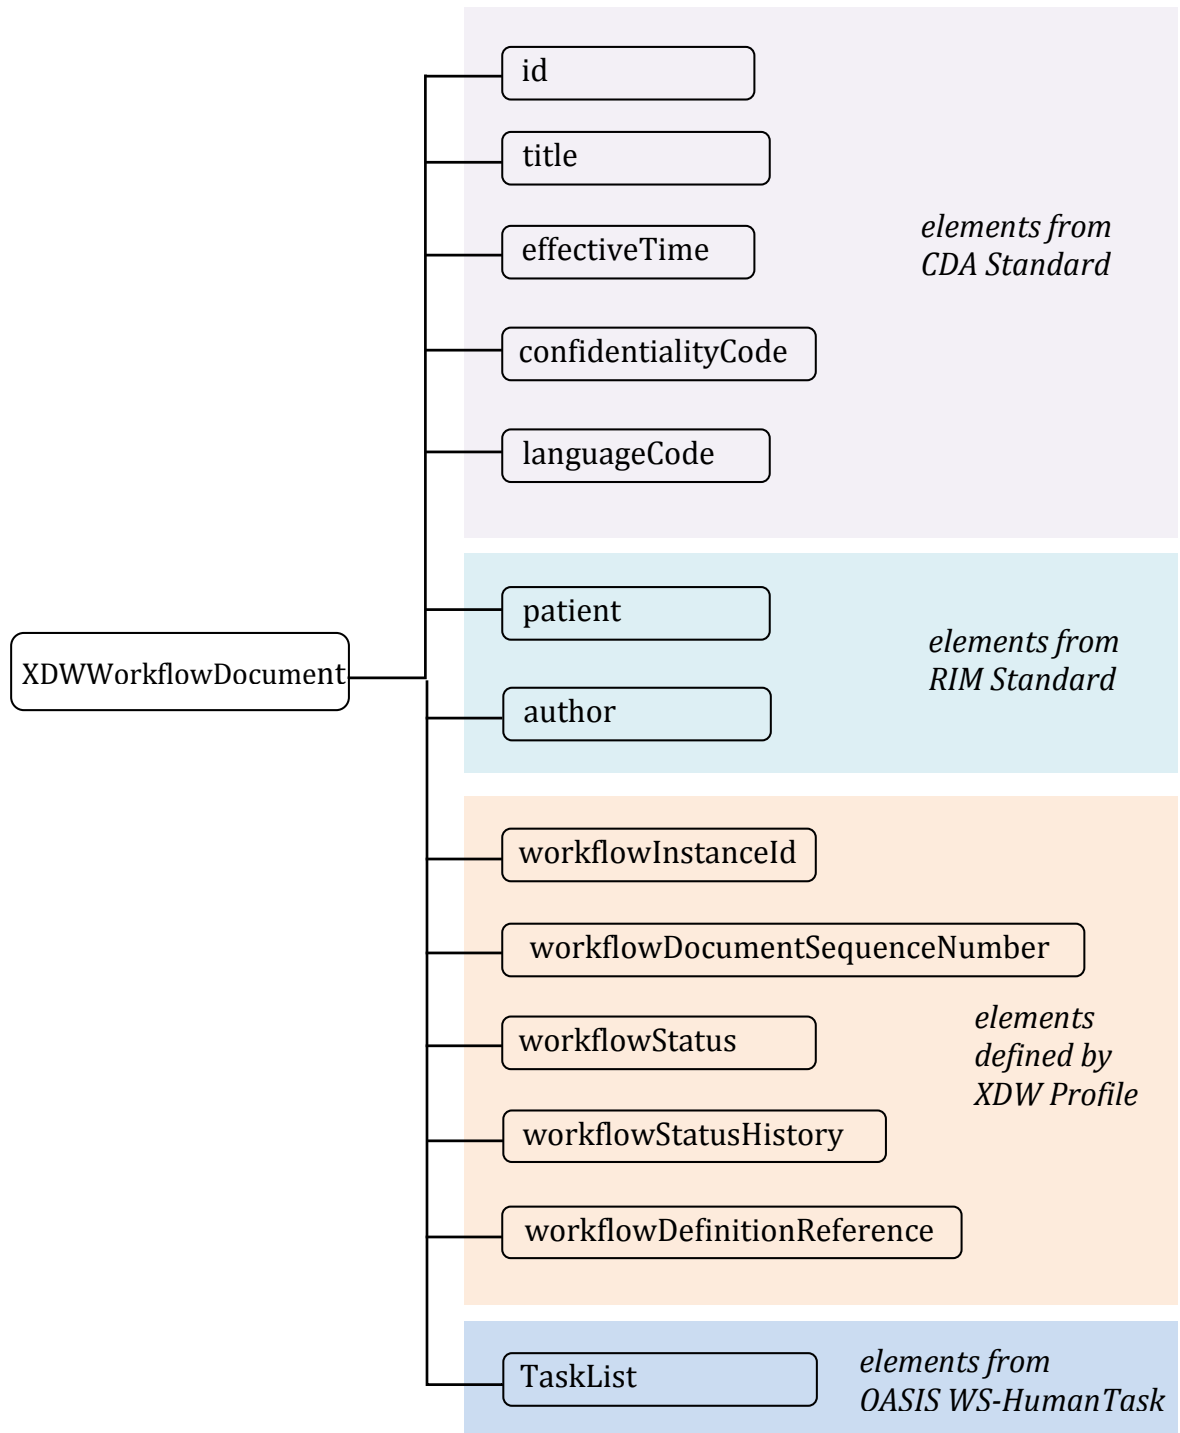 id
title
effectiveTime
elements from
CDA Standard
confidentialityCode
languageCode
patient
elements from
RIM Standard
XDWWorkflowDocument
author
workflowInstanceId
workflowDocumentSequenceNumber
workflowStatus
elements
defined by
XDW Profile
workflowStatusHistory
workflowDefinitionReference
TaskList
elements from
OASIS WS-HumanTask